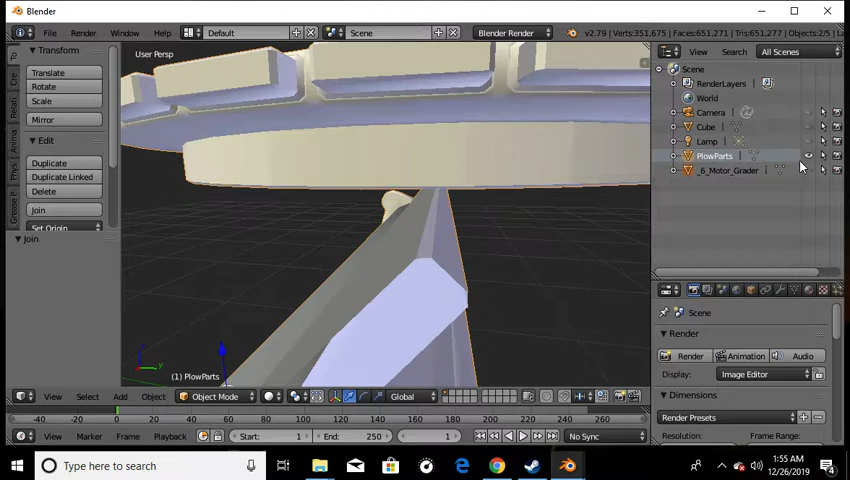 Blender
File Render Window Help Default Scene Blender Render v2.79 | Verts:351,675 | Faces:651,271 | Objects:2/5 |
Transform
Translate
Rotate
Scale
Mirror
Edit
Duplicate
Duplicate Linked
Delete
Join
Set Origin
Join
User Persp
(1) PlowParts
View Search All Scenes
Scene
RenderLayers
World
Camera
Cube
Lamp
PlowParts
_6_Motor_Grader
Scene
Render
Render Animation Audio
Display: Image Editor
Dimensions
Render Presets
Resolution: Frame Range:
View Select Add Object Object Mode Global
-40 -20 0 20 40 60 80 100 120 140 160 180 200 220 240 260 280
View Marker Frame Playback Start: 1 End: 250 1 No Sync
Type here to search
1:55 AM
12/26/2019
4